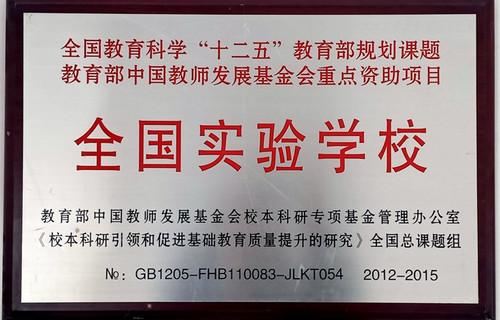 全国教育科学“十二五”教育部规划课题
教育部中国教师发展基金会重点资助项目
全国实验学校
教育部中国教师发展基金会校本科研专项基金管理办公室
《校本科研引领和促进基础教育质量提升的研究》全国总课题组
№：GB1205-FHB110083-JLKT054 2012-2015